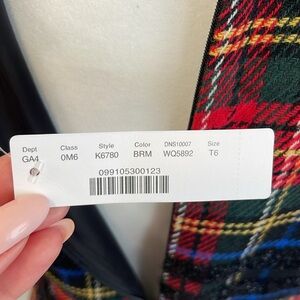 Dept Class Style Color DNS10007 Size
GA4 0M6 K6780 BRM WQ5892 T6
099105300123